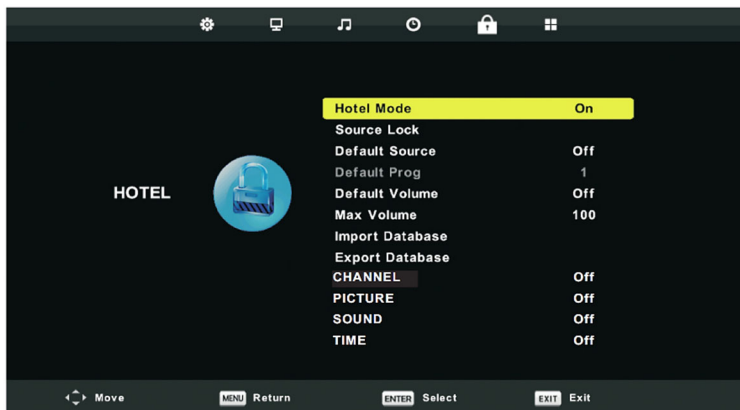 Hotel Mode On
Source Lock
Default Source Off
Default Prog 1
HOTEL
Default Volume Off
Max Volume 100
Import Database
Export Database
CHANNEL Off
PICTURE Off
SOUND Off
TIME Off
Move MENU Return ENTER Select EXIT Exit